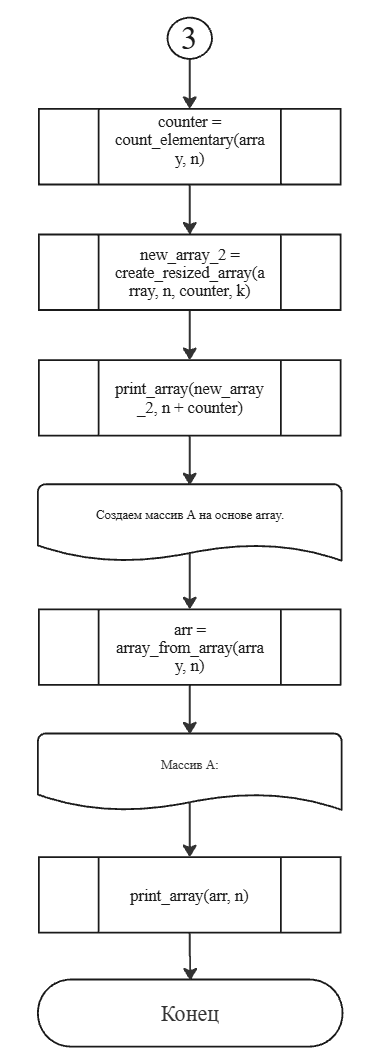 3
counter =
count_elementary(arra
y, n)
new_array_2 =
create_resized_array(a
rray, n, counter, k)
print_array(new_array
_2, n + counter)
Создаем массив А на основе array.
arr =
array_from_array(arra
y, n)
Массив А:
print_array(arr, n)
Конец